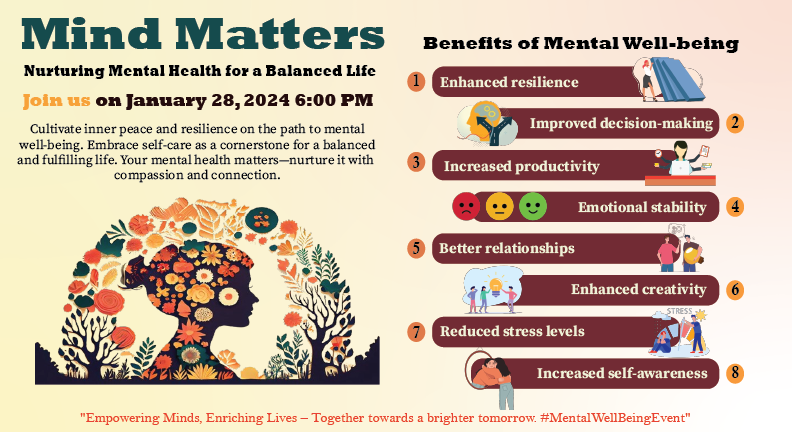 Mind Matters
Nurturing Mental Health for a Balanced Life
Join us on January 28, 2024 6:00 PM
Cultivate inner peace and resilience on the path to mental
well-being. Embrace self-care as a cornerstone for a balanced
and fulfilling life. Your mental health matters—nurture it with
compassion and connection.
Benefits of Mental Well-being
1 Enhanced resilience
Improved decision-making 2
3 Increased productivity
Emotional stability 4
5 Better relationships
Enhanced creativity 6
STRESS
7 Reduced stress levels
Increased self-awareness 8
"Empowering Minds, Enriching Lives – Together towards a brighter tomorrow. #MentalWellBeingEvent"